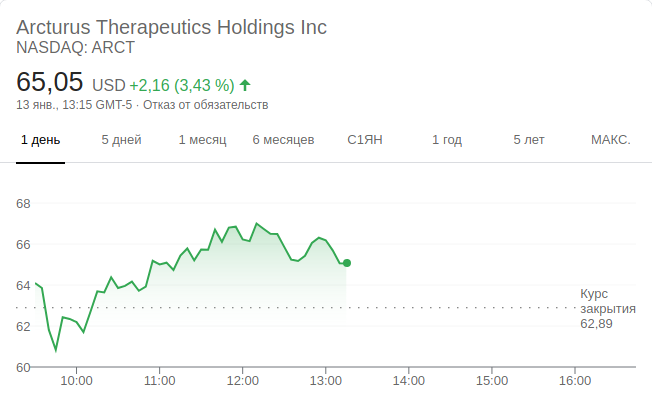 Arcturus Therapeutics Holdings Inc
NASDAQ: ARCT
65,05 USD +2,16 (3,43 %)
13 янв., 13:15 GMT-5 · Отказ от обязательств
1 день 5 дней 1 месяц 6 месяцев С1ЯН 1 год 5 лет МАКС.
68
66
64
Курс
закрытия
62,89
62
60
10:00 11:00 12:00 13:00 14:00 15:00 16:00